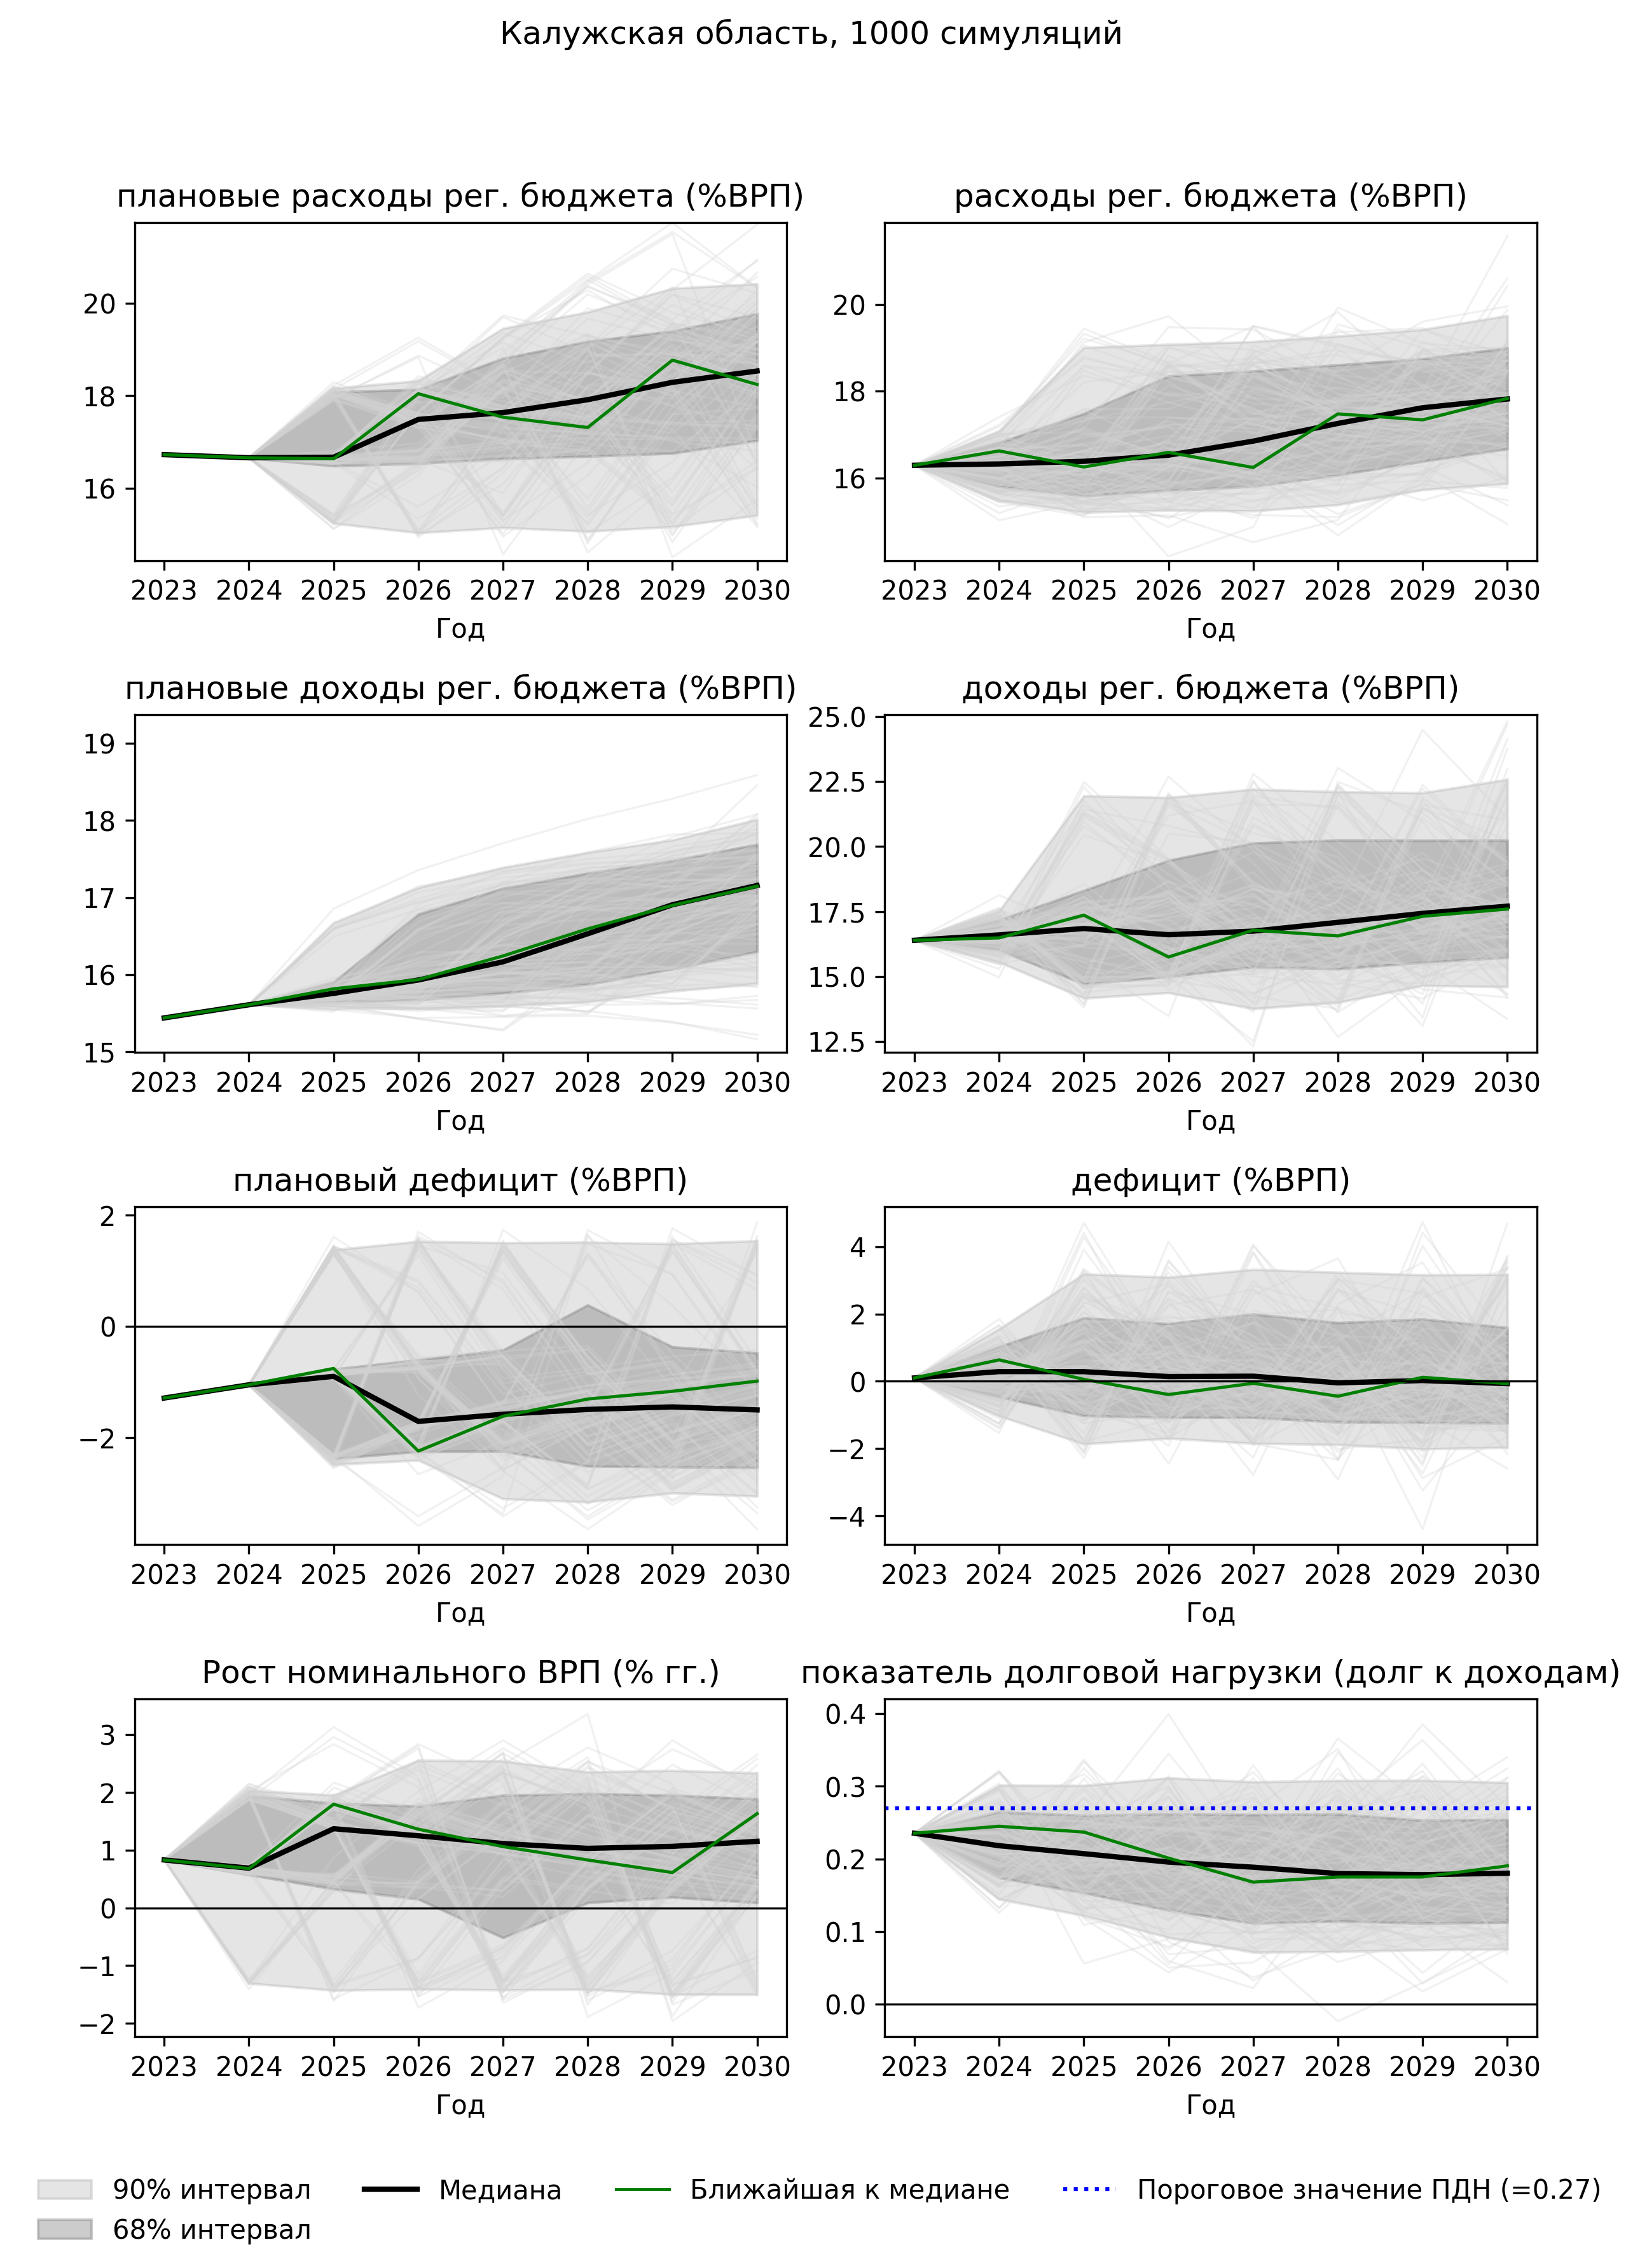 Калужская область, 1000 симуляций
плановые расходы рег. бюджета (%ВРП)
20
18
16
2023 2024 2025 2026 2027 2028 2029 2030
Год
расходы рег. бюджета (%ВРП)
20
18
16
2023 2024 2025 2026 2027 2028 2029 2030
Год
плановые доходы рег. бюджета (%ВРП)
19
18
17
16
15
2023 2024 2025 2026 2027 2028 2029 2030
Год
доходы рег. бюджета (%ВРП)
25.0
22.5
20.0
17.5
15.0
12.5
2023 2024 2025 2026 2027 2028 2029 2030
Год
плановый дефицит (%ВРП)
2
0
−2
2023 2024 2025 2026 2027 2028 2029 2030
Год
дефицит (%ВРП)
4
2
0
−2
−4
2023 2024 2025 2026 2027 2028 2029 2030
Год
Рост номинального ВРП (% гг.)
3
2
1
0
−1
−2
2023 2024 2025 2026 2027 2028 2029 2030
Год
показатель долговой нагрузки (долг к доходам)
0.4
0.3
0.2
0.1
0.0
2023 2024 2025 2026 2027 2028 2029 2030
Год
90% интервал
68% интервал
Медиана
Ближайшая к медиане
Пороговое значение ПДН (=0.27)